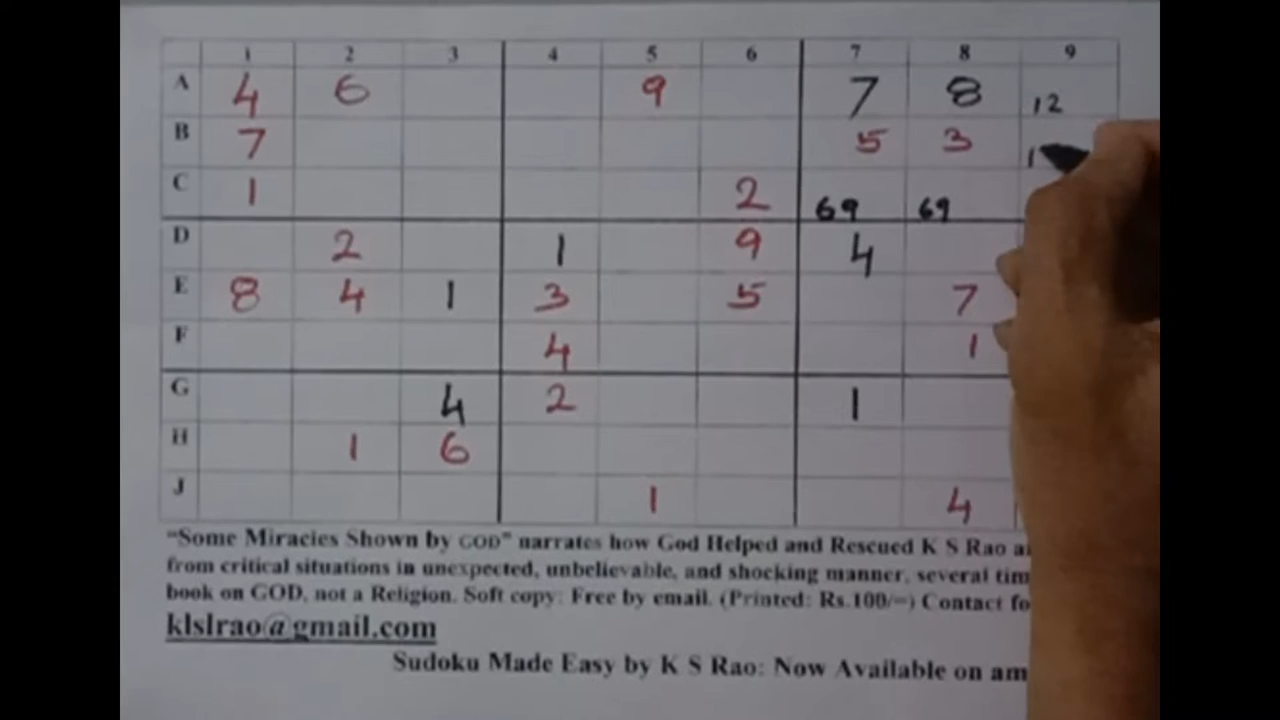 1 2 3 4 5 6 7 8 9
A 4 6 9 7 8 12
B 7 5 3 1
C 1 2 69 69
D 2 1 9 4
E 8 4 1 3 5 7
F 4 1
G 4 2 1
H 1 6
J 1 4
"Some Miracies Shown by GOD" narrates how God Helped and Rescued K S Rao
from critical situations in unexpected, unbelievable, and shocking manner, several
book on GOD, not a Religion. Soft copy: Free by email. (Printed: Rs.100/=) Contact
klslrao@gmail.com
Sudoku Made Easy by K S Rao: Now Available on